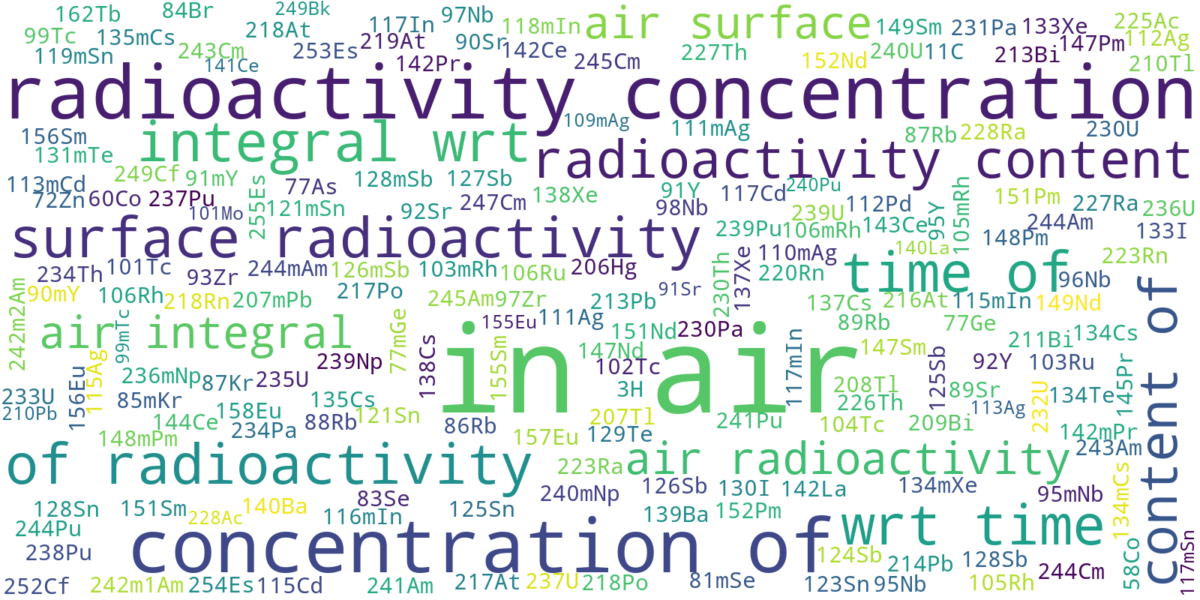 162Tb 84Br 249Bk 218At 117In 97Nb 118mIn air surface 149Sm 231Pa 133Xe 225Ac
99Tc 135mCs 243Cm 253Es 219At 90Sr 142Ce 245Cm 227Th 152Nd 240U 11C 213Bi 147Pm 112Ag
119mSn 141Ce 142Pr 210Tl
radioactivity concentration
156Sm integral wrt 109mAg 111mAg 87Rb 228Ra 230U
131mTe radioactivity content
113mCd 249Cf 91mY 77As 128mSb 127Sb 138Xe 91Y 117Cd 240Pu 112Pd 151Pm 227Ra 236U
72Zn 60Co 237Pu 101Mo 255Es 121mSn 92Sr 247Cm 98Nb 239Pu 239U 106mRh 143Ce 95Y 105mRh 244Am 133I
surface radioactivity 148Pm
234Th 101Tc 93Zr 244mAm 126mSb 103mRh 106Ru 206Hg 230Th 137Xe 110mAg 220Rn 140La time of 223Rn 96Nb
242m2Am 90mY 106Rh 218Rn 207mPb 217Po 245Am 97Zr 213Pb 91Sr 137Cs 216At 115mIn 149Nd
air integral 99mTc 77mGe 155Eu 111Ag 151Nd 230Pa in air 89Rb 77Ge 211Bi 134Cs content of
115Ag 239Np 138Cs 155Sm 147Nd 102Tc 117mIn 147Sm 125Sb 92Y 103Ru 145Pr
233U 156Eu 236mNp 87Kr 235U 3H 208Tl 89Sr 232U 134Te
210Pb 85mKr 135Cs 226Th 113Ag
144Ce 158Eu 88Rb 121Sn 86Rb 207Tl 241Pu 104Tc 209Bi
148mPm 234Pa 157Eu 129Te 142mPr
of radioactivity 223Ra air radioactivity 243Am
128Sn 151Sm 140Ba 83Se 125Sn 240mNp 126Sb 130I 142La 134mXe 95mNb 134mCs
244Pu 228Ac 116mIn 139Ba 152Pm wrt time
238Pu concentration of 124Sb 214Pb 128Sb 58Co 117mSn
252Cf 242m1Am 254Es 115Cd 241Am 217At 237U 218Po 81mSe 123Sn 95Nb 105Rh 244Cm